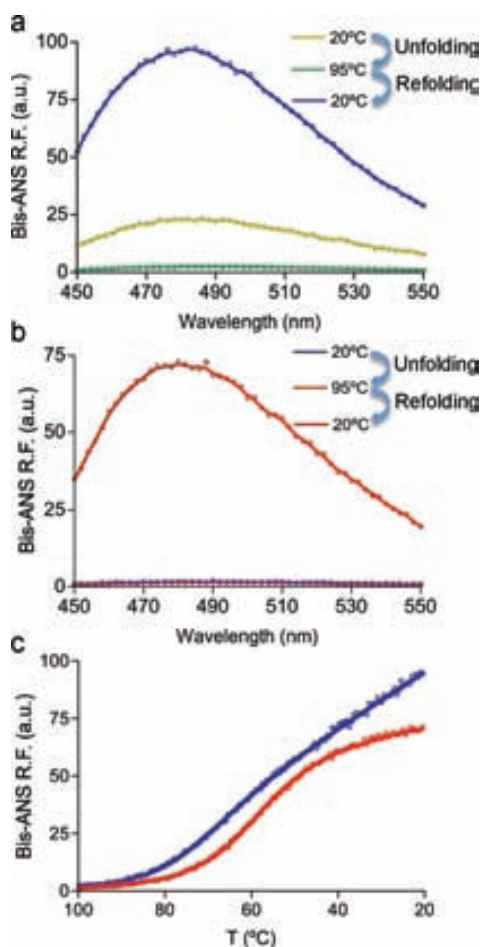 a
100
75
50
25
0
Bis-ANS R.F. (a.u.)
20ºC
95ºC
20ºC
Unfolding
Refolding
450 470 490 510 530 550
Wavelength (nm)
b
75
50
25
0
Bis-ANS R.F. (a.u.)
20ºC
95ºC
20ºC
Unfolding
Refolding
450 470 490 510 530 550
Wavelength (nm)
c
100
75
50
25
0
Bis-ANS R.F. (a.u.)
100 80 60 40 20
T (ºC)